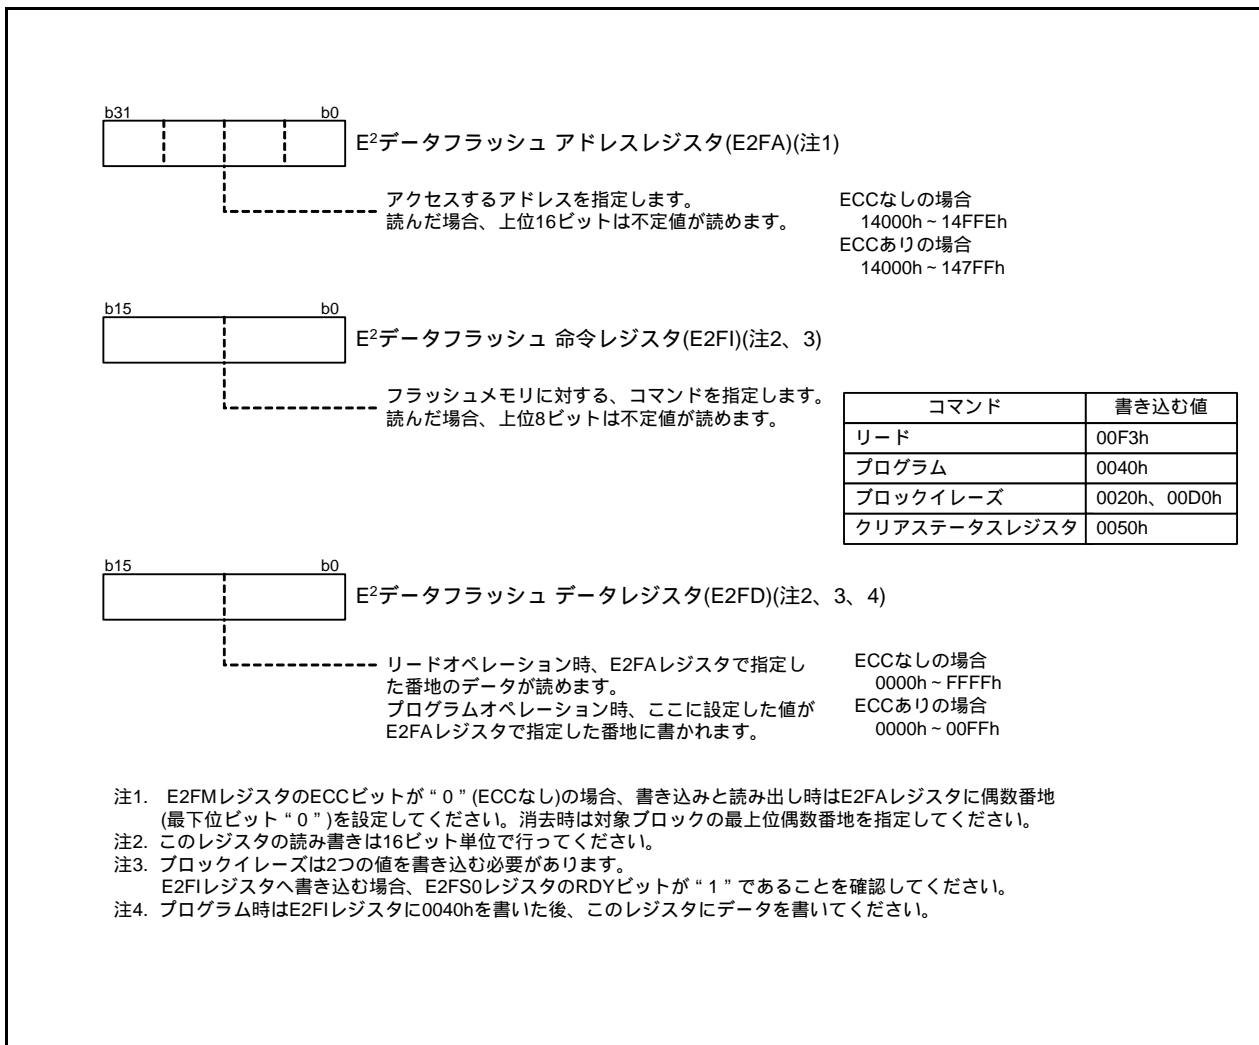 b31 b0
E²データフラッシュ アドレスレジスタ(E2FA)(注1)
アクセスするアドレスを指定します。
読んだ場合、上位16ビットは不定値が読めます。
ECCなしの場合
14000h ~ 14FFEh
ECCありの場合
14000h ~ 147FFh
b15 b0
E²データフラッシュ 命令レジスタ(E2FI)(注2、3)
フラッシュメモリに対する、コマンドを指定します。
読んだ場合、上位8ビットは不定値が読めます。
コマンド 書き込む値
リード 00F3h
プログラム 0040h
ブロックイレーズ 0020h、00D0h
クリアステータスレジスタ 0050h
b15 b0
E²データフラッシュ データレジスタ(E2FD)(注2、3、4)
リードオペレーション時、E2FAレジスタで指定し
た番地のデータが読めます。
プログラムオペレーション時、ここに設定した値が
E2FAレジスタで指定した番地に書かれます。
ECCなしの場合
0000h ~ FFFFh
ECCありの場合
0000h ~ 00FFh
注1. E2FMレジスタのECCビットが“0”(ECCなし)の場合、書き込みと読み出し時はE2FAレジスタに偶数番地
(最下位ビット“0”)を設定してください。消去時は対象ブロックの最上位偶数番地を指定してください。
注2. このレジスタの読み書きは16ビット単位で行ってください。
注3. ブロックイレーズは2つの値を書き込む必要があります。
E2FIレジスタへ書き込む場合、E2FS0レジスタのRDYビットが“1”であることを確認してください。
注4. プログラム時はE2FIレジスタに0040hを書いた後、このレジスタにデータを書いてください。